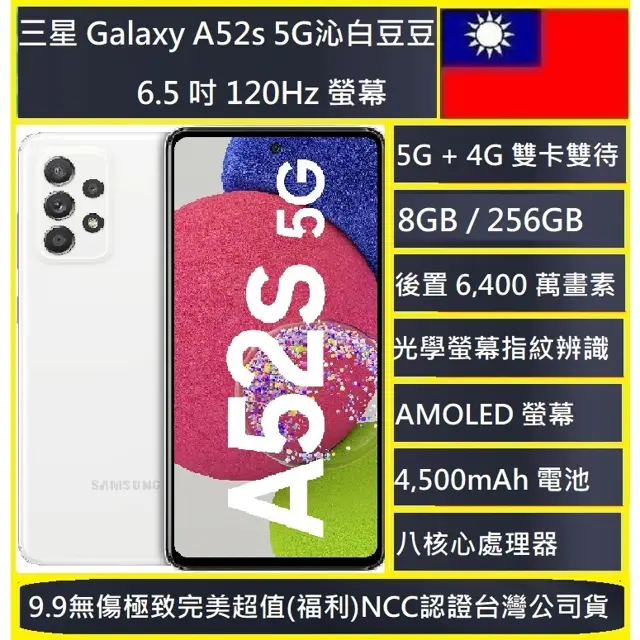 三星 Galaxy A52s 5G沁白豆豆
6.5 吋 120Hz 螢幕
5G + 4G 雙卡雙待
8GB / 256GB
後置 6,400 萬畫素
光學螢幕指紋辨識
AMOLED 螢幕
4,500mAh 電池
八核心處理器
SAMSUNG
A52s 5G
9.9無傷極致完美超值(福利)NCC認證台灣公司貨